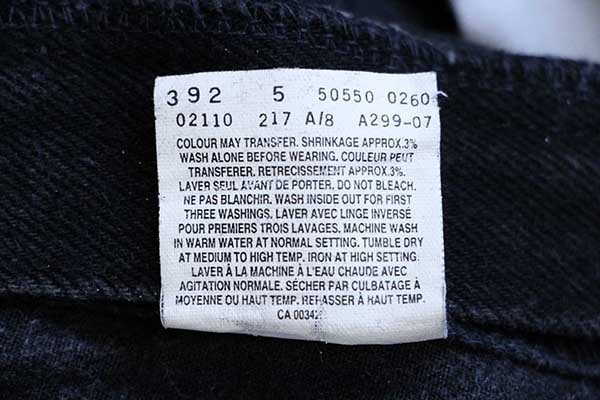 392 5 50550 0260
02110 217 A/8 A299-07
COLOUR MAY TRANSFER. SHRINKAGE APPROX.3%
WASH ALONE BEFORE WEARING. COULEUR PEUT
TRANSFERER. RETRECISSEMENT APPROX.3%.
LAVER SEUL AVANT DE PORTER. DO NOT BLEACH.
NE PAS BLANCHIR. WASH INSIDE OUT FOR FIRST
THREE WASHINGS. LAVER AVEC LINGE INVERSÉ
POUR PREMIERS TROIS LAVAGES. MACHINE WASH
IN WARM WATER AT NORMAL SETTING. TUMBLE DRY
AT MEDIUM TO HIGH TEMP. IRON AT HIGH SETTING.
LAVER À LA MACHINE À L'EAU CHAUDE AVEC
AGITATION NORMALE. SÉCHER PAR CULBATAGE À
MOYENNE OU HAUT TEMP. REPASSER À HAUT TEMP.
CA